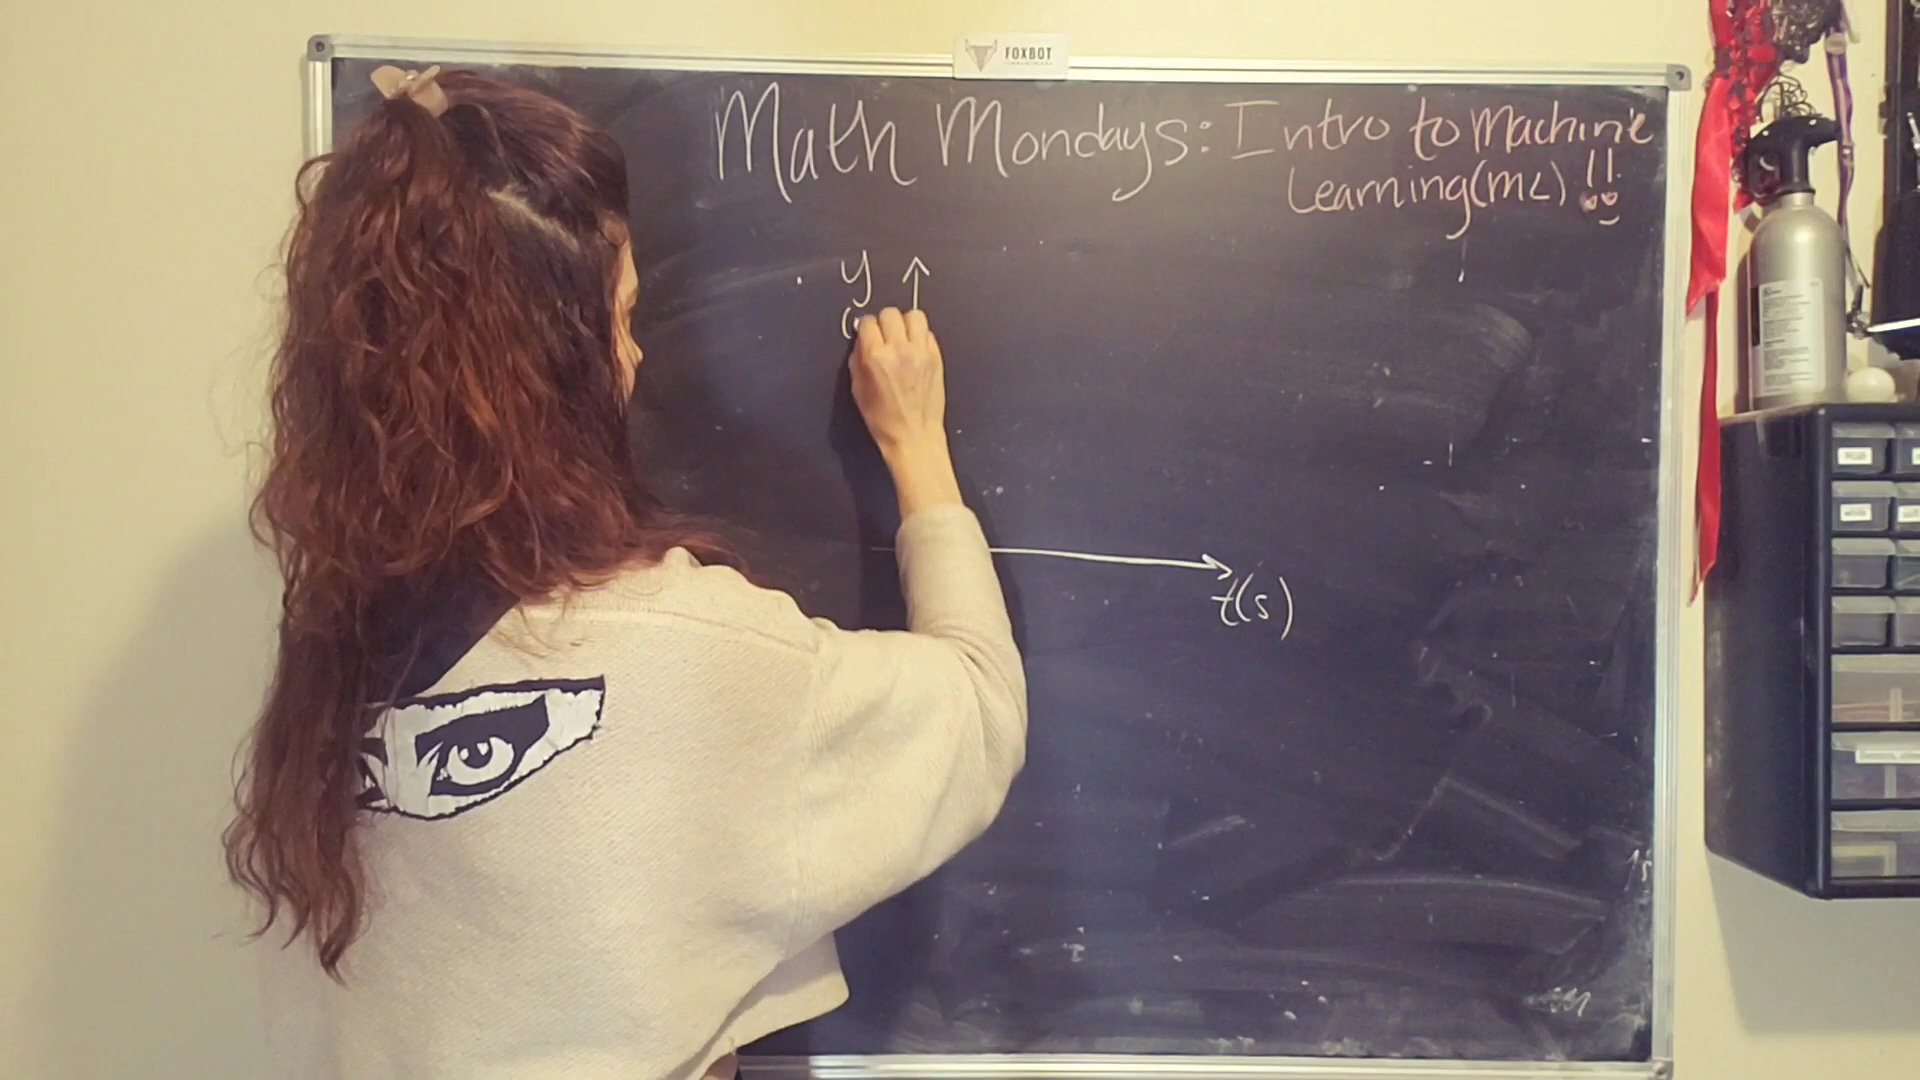 FOXBOT
Math Mondays: Intro to Machine
Learning(ML)!!
y
(
t(s)